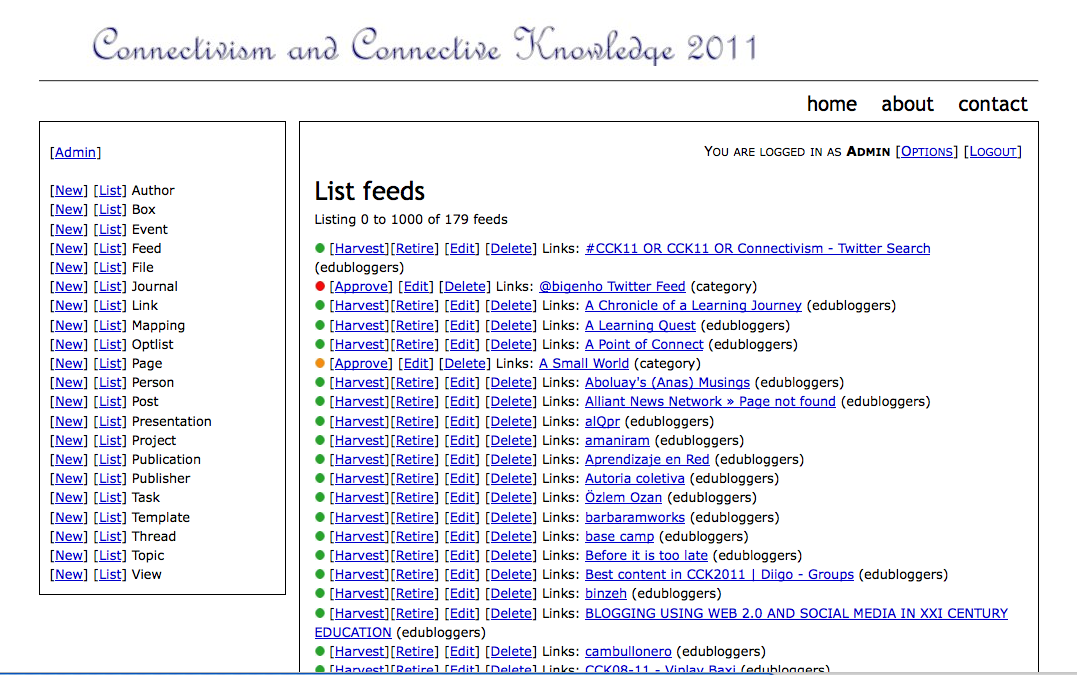 Connectivism and Connective Knowledge 2011
home about contact
[Admin]
[New] [List] Author
[New] [List] Box
[New] [List] Event
[New] [List] Feed
[New] [List] File
[New] [List] Journal
[New] [List] Link
[New] [List] Mapping
[New] [List] Optlist
[New] [List] Page
[New] [List] Person
[New] [List] Post
[New] [List] Presentation
[New] [List] Project
[New] [List] Publication
[New] [List] Publisher
[New] [List] Task
[New] [List] Template
[New] [List] Thread
[New] [List] Topic
[New] [List] View
You are logged in as Admin [Options] [Logout]
List feeds
Listing 0 to 1000 of 179 feeds
[Harvest][Retire] [Edit] [Delete] Links: #CCK11 OR CCK11 OR Connectivism - Twitter Search
(edubloggers)
[Approve] [Edit] [Delete] Links: @bigenho Twitter Feed (category)
[Harvest][Retire] [Edit] [Delete] Links: A Chronicle of a Learning Journey (edubloggers)
[Harvest][Retire] [Edit] [Delete] Links: A Learning Quest (edubloggers)
[Harvest][Retire] [Edit] [Delete] Links: A Point of Connect (edubloggers)
[Approve] [Edit] [Delete] Links: A Small World (category)
[Harvest][Retire] [Edit] [Delete] Links: Aboluay's (Anas) Musings (edubloggers)
[Harvest][Retire] [Edit] [Delete] Links: Alliant News Network » Page not found (edubloggers)
[Harvest][Retire] [Edit] [Delete] Links: alQpr (edubloggers)
[Harvest][Retire] [Edit] [Delete] Links: amaniram (edubloggers)
[Harvest][Retire] [Edit] [Delete] Links: Aprendizaje en Red (edubloggers)
[Harvest][Retire] [Edit] [Delete] Links: Autoria coletiva (edubloggers)
[Harvest][Retire] [Edit] [Delete] Links: Özlem Ozan (edubloggers)
[Harvest][Retire] [Edit] [Delete] Links: barbaramworks (edubloggers)
[Harvest][Retire] [Edit] [Delete] Links: base camp (edubloggers)
[Harvest][Retire] [Edit] [Delete] Links: Before it is too late (edubloggers)
[Harvest][Retire] [Edit] [Delete] Links: Best content in CCK2011 | Diigo - Groups (edubloggers)
[Harvest][Retire] [Edit] [Delete] Links: binzeh (edubloggers)
[Harvest][Retire] [Edit] [Delete] Links: BLOGGING USING WEB 2.0 AND SOCIAL MEDIA IN XXI CENTURY
EDUCATION (edubloggers)
[Harvest][Retire] [Edit] [Delete] Links: cambullonero (edubloggers)
[Harvest][Retire] [Edit] [Delete] Links: CCK08-11 - Viplav Baxi (edubloggers)